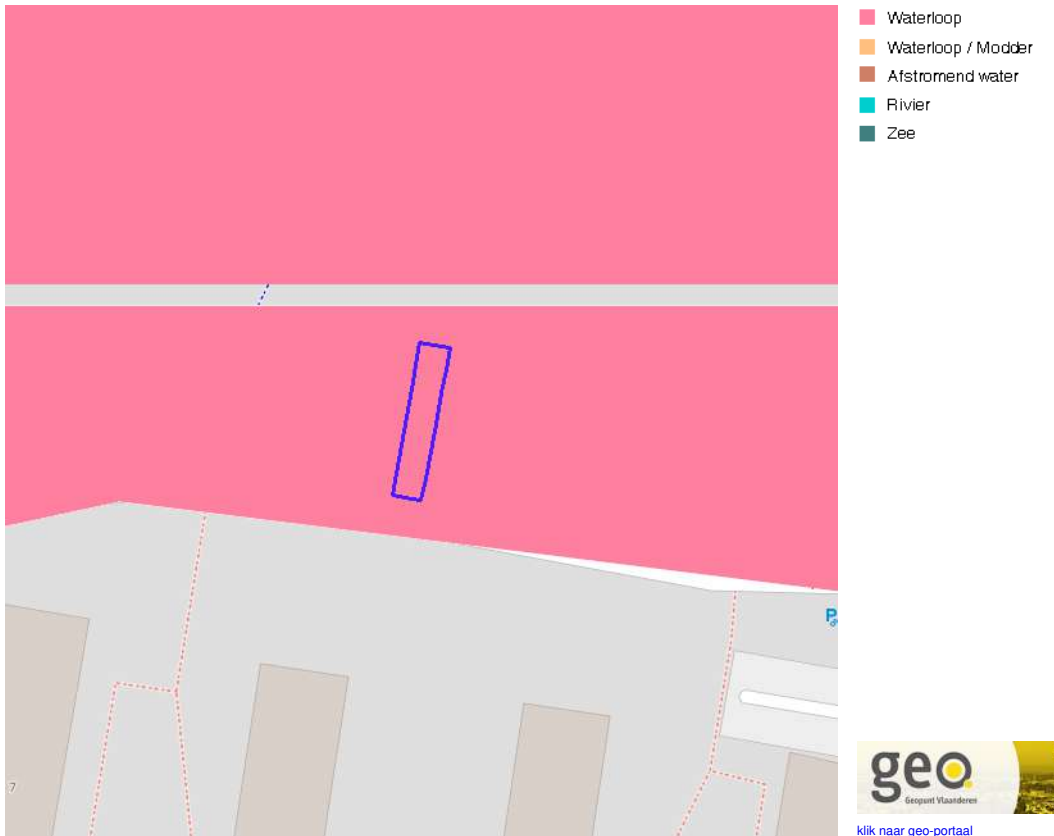 Waterloop
Waterloop / Modder
Afstromend water
Rivier
Zee
P
7
geo
Geopunt Vlaanderen
klik naar geo-portaal